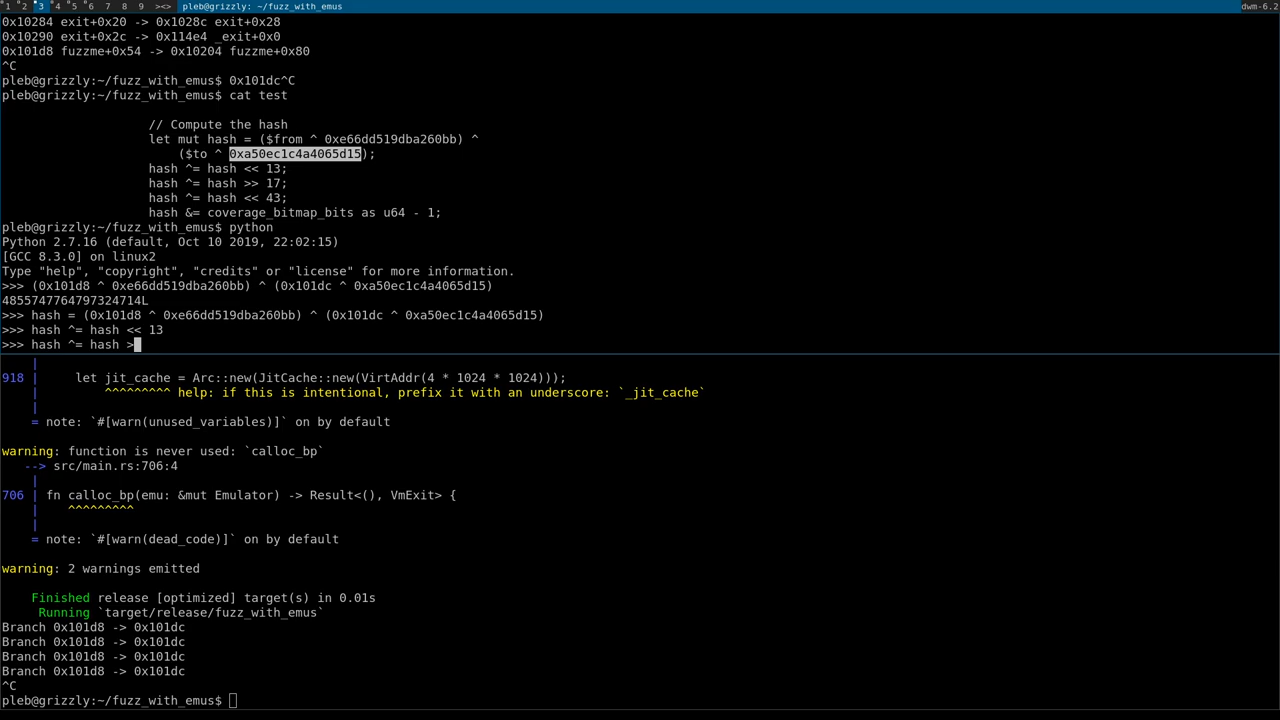 1 2 3 4 5 6 7 8 9 ><> pleb@grizzly: ~/fuzz_with_emus dwm-6.2
0x10284 exit+0x20 -> 0x1028c exit+0x28
0x10290 exit+0x2c -> 0x114e4 _exit+0x0
0x101d8 fuzzme+0x54 -> 0x10204 fuzzme+0x80
^C
pleb@grizzly:~/fuzz_with_emus$ 0x101dc^C
pleb@grizzly:~/fuzz_with_emus$ cat test
// Compute the hash
let mut hash = ($from ^ 0xe66dd519dba260bb) ^
($to ^ 0xa50ec1c4a4065d15);
hash ^= hash << 13;
hash ^= hash >> 17;
hash ^= hash << 43;
hash &= coverage_bitmap_bits as u64 - 1;
pleb@grizzly:~/fuzz_with_emus$ python
Python 2.7.16 (default, Oct 10 2019, 22:02:15)
[GCC 8.3.0] on linux2
Type "help", "copyright", "credits" or "license" for more information.
>>> (0x101d8 ^ 0xe66dd519dba260bb) ^ (0x101dc ^ 0xa50ec1c4a4065d15)
4855747764797324714L
>>> hash = (0x101d8 ^ 0xe66dd519dba260bb) ^ (0x101dc ^ 0xa50ec1c4a4065d15)
>>> hash ^= hash << 13
>>> hash ^= hash >
|
918 | let jit_cache = Arc::new(JitCache::new(VirtAddr(4 * 1024 * 1024)));
| ^^^^^^^^^ help: if this is intentional, prefix it with an underscore: `_jit_cache`
|
= note: `#[warn(unused_variables)]` on by default
warning: function is never used: `calloc_bp`
--> src/main.rs:706:4
|
706 | fn calloc_bp(emu: &mut Emulator) -> Result<(), VmExit> {
| ^^^^^^^^^
|
= note: `#[warn(dead_code)]` on by default
warning: 2 warnings emitted
Finished release [optimized] target(s) in 0.01s
Running `target/release/fuzz_with_emus`
Branch 0x101d8 -> 0x101dc
Branch 0x101d8 -> 0x101dc
Branch 0x101d8 -> 0x101dc
Branch 0x101d8 -> 0x101dc
^C
pleb@grizzly:~/fuzz_with_emus$